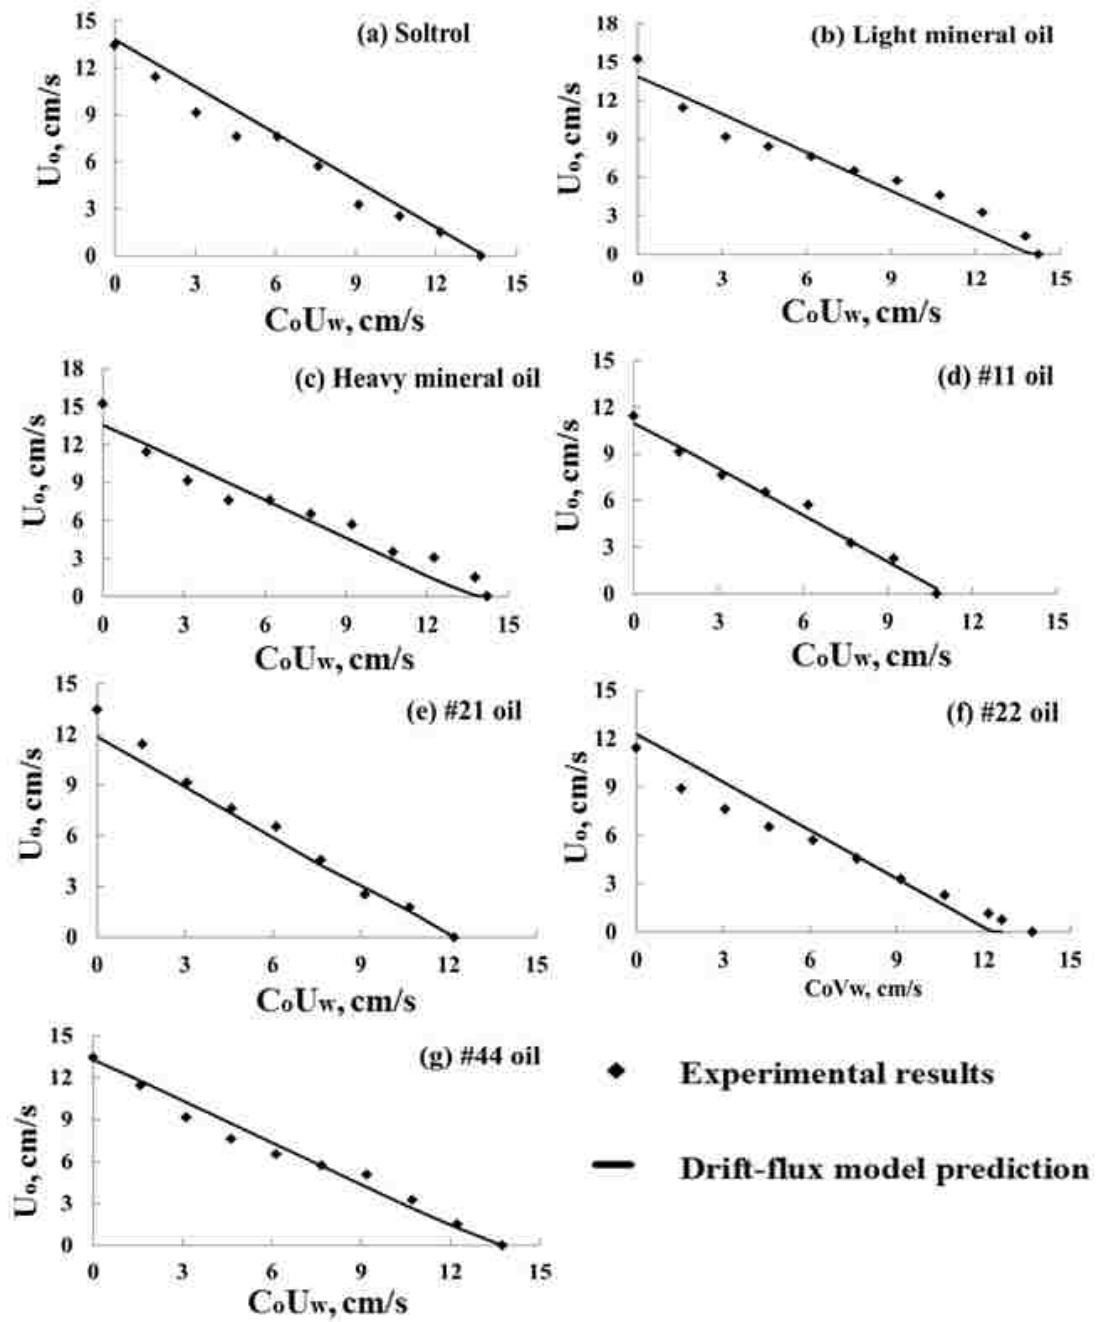 (a) Soltrol
15
12
9
6
3
0
Uo, cm/s
0 3 6 9 12 15
CoUw, cm/s
(b) Light mineral oil
18
15
12
9
6
3
0
Uo, cm/s
0 3 6 9 12 15
CoUw, cm/s
(c) Heavy mineral oil
18
15
12
9
6
3
0
Uo, cm/s
0 3 6 9 12 15
CoUw, cm/s
(d) #11 oil
15
12
9
6
3
0
Uo, cm/s
0 3 6 9 12 15
CoUw, cm/s
(e) #21 oil
15
12
9
6
3
0
Uo, cm/s
0 3 6 9 12 15
CoUw, cm/s
(f) #22 oil
15
12
9
6
3
0
Uo, cm/s
0 3 6 9 12 15
CoVw, cm/s
(g) #44 oil
15
12
9
6
3
0
Uo, cm/s
0 3 6 9 12 15
CoUw, cm/s
Experimental results
Drift-flux model prediction